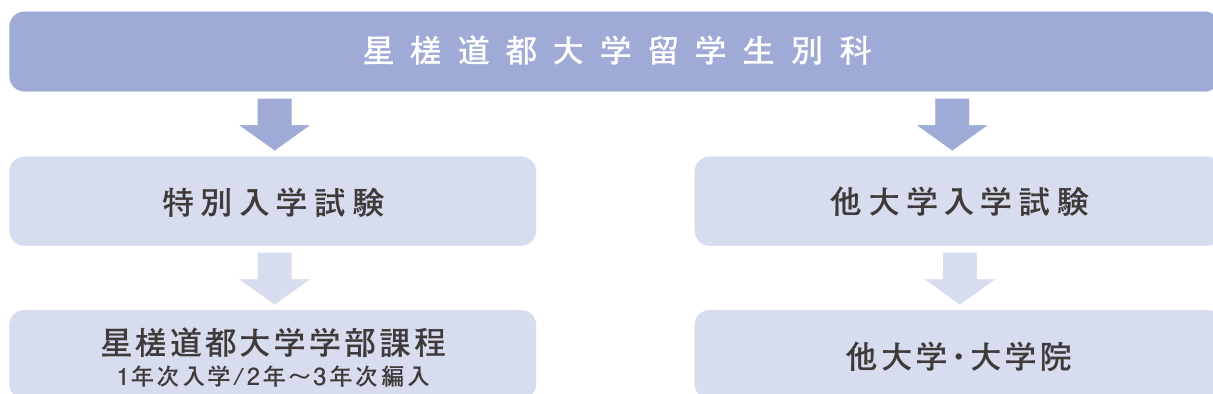 星槎道都大学留学生別科
特別入学試験
他大学入学試験
星槎道都大学学部課程
1年次入学/2年～3年次編入
他大学・大学院